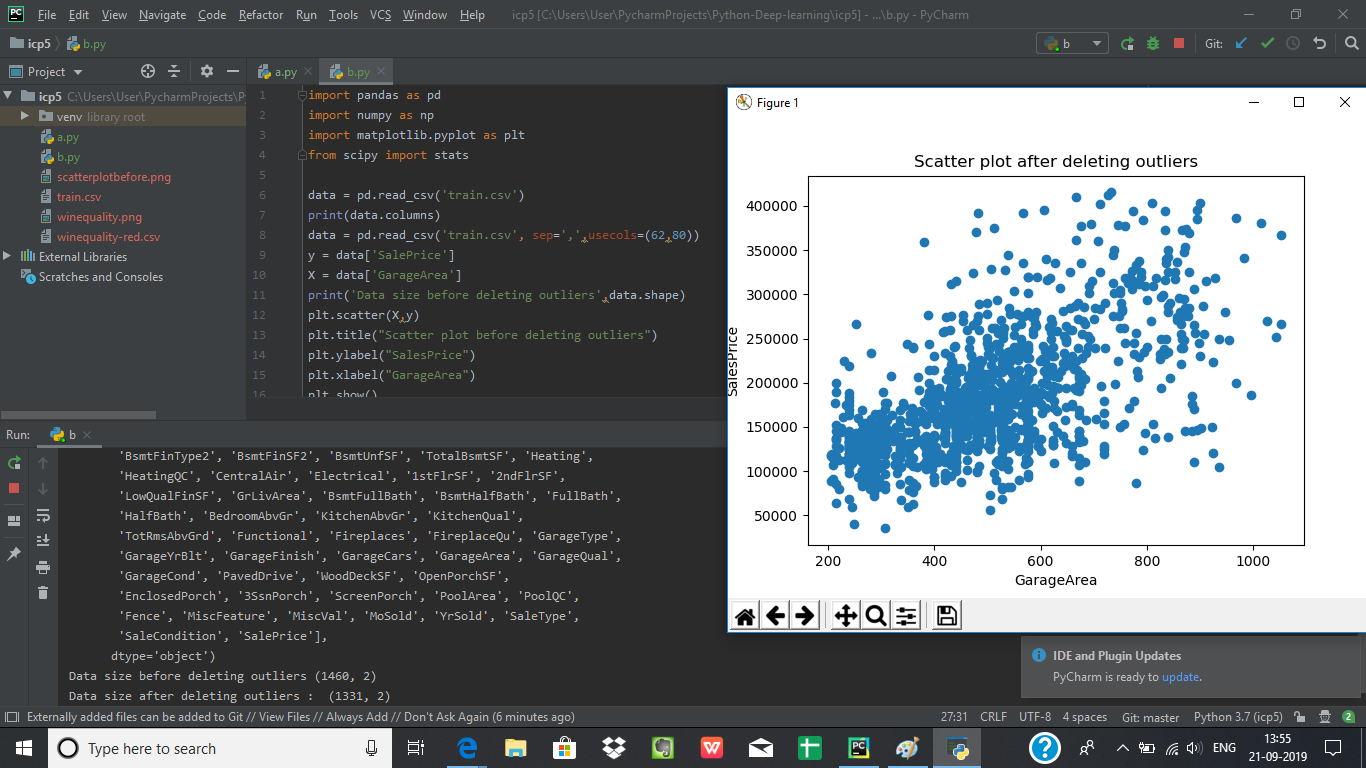 File Edit View Navigate Code Refactor Run Tools VCS Window Help icp5 [C:\Users\User\PycharmProjects\Python-Deep-learning\icp5] - ...\b.py - PyCharm
icp5 b.py
b
Git:
Project
a.py
b.py
icp5 C:\Users\User\PycharmProjects\P
venv library root
a.py
b.py
scatterplotbefore.png
train.csv
winequality.png
winequality-red.csv
External Libraries
Scratches and Consoles
1 import pandas as pd
2 import numpy as np
3 import matplotlib.pyplot as plt
4 from scipy import stats
5
6 data = pd.read_csv('train.csv')
7 print(data.columns)
8 data = pd.read_csv('train.csv', sep=',',usecols=(62,80))
9 y = data['SalePrice']
10 X = data['GarageArea']
11 print('Data size before deleting outliers',data.shape)
12 plt.scatter(X,y)
13 plt.title("Scatter plot before deleting outliers")
14 plt.ylabel("SalesPrice")
15 plt.xlabel("GarageArea")
16 plt.show()
Figure 1
Scatter plot after deleting outliers
400000
350000
300000
250000
200000
150000
100000
50000
SalesPrice
200 400 600 800 1000
GarageArea
Run: b
'BsmtFinType2', 'BsmtFinSF2', 'BsmtUnfSF', 'TotalBsmtSF', 'Heating',
'HeatingQC', 'CentralAir', 'Electrical', '1stFlrSF', '2ndFlrSF',
'LowQualFinSF', 'GrLivArea', 'BsmtFullBath', 'BsmtHalfBath', 'FullBath',
'HalfBath', 'BedroomAbvGr', 'KitchenAbvGr', 'KitchenQual',
'TotRmsAbvGrd', 'Functional', 'Fireplaces', 'FireplaceQu', 'GarageType',
'GarageYrBlt', 'GarageFinish', 'GarageCars', 'GarageArea', 'GarageQual',
'GarageCond', 'PavedDrive', 'WoodDeckSF', 'OpenPorchSF',
'EnclosedPorch', '3SsnPorch', 'ScreenPorch', 'PoolArea', 'PoolQC',
'Fence', 'MiscFeature', 'MiscVal', 'MoSold', 'YrSold', 'SaleType',
'SaleCondition', 'SalePrice'],
dtype='object')
Data size before deleting outliers (1460, 2)
Data size after deleting outliers : (1331, 2)
IDE and Plugin Updates
PyCharm is ready to update.
Externally added files can be added to Git // View Files // Always Add // Don't Ask Again (6 minutes ago)
27:31 CRLF UTF-8 4 spaces Git: master Python 3.7 (icp5) 2
Type here to search
ENG
13:55
21-09-2019